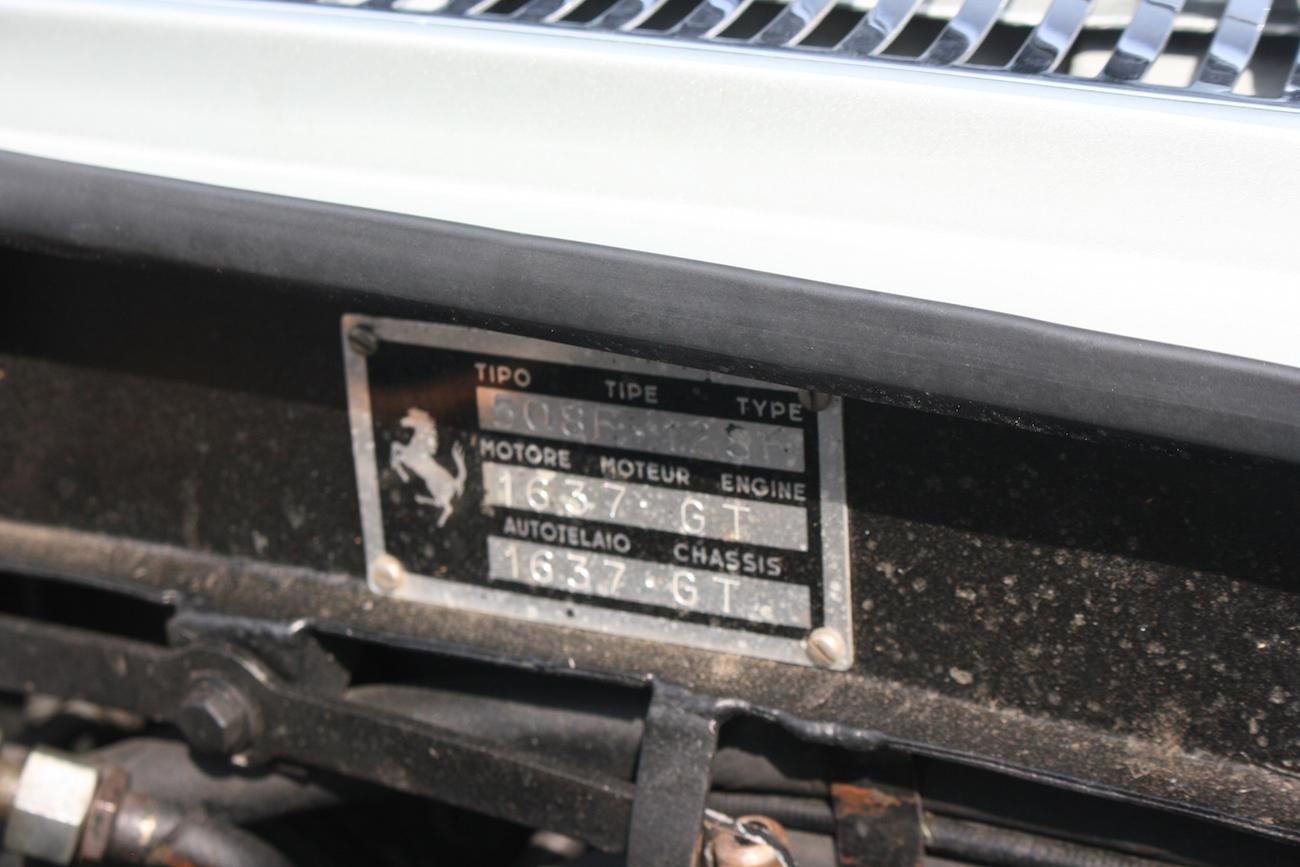 TIPO TIPE TYPE
MOTORE MOTEUR ENGINE
1637·GT
AUTOTELAIO CHASSIS
1637·GT